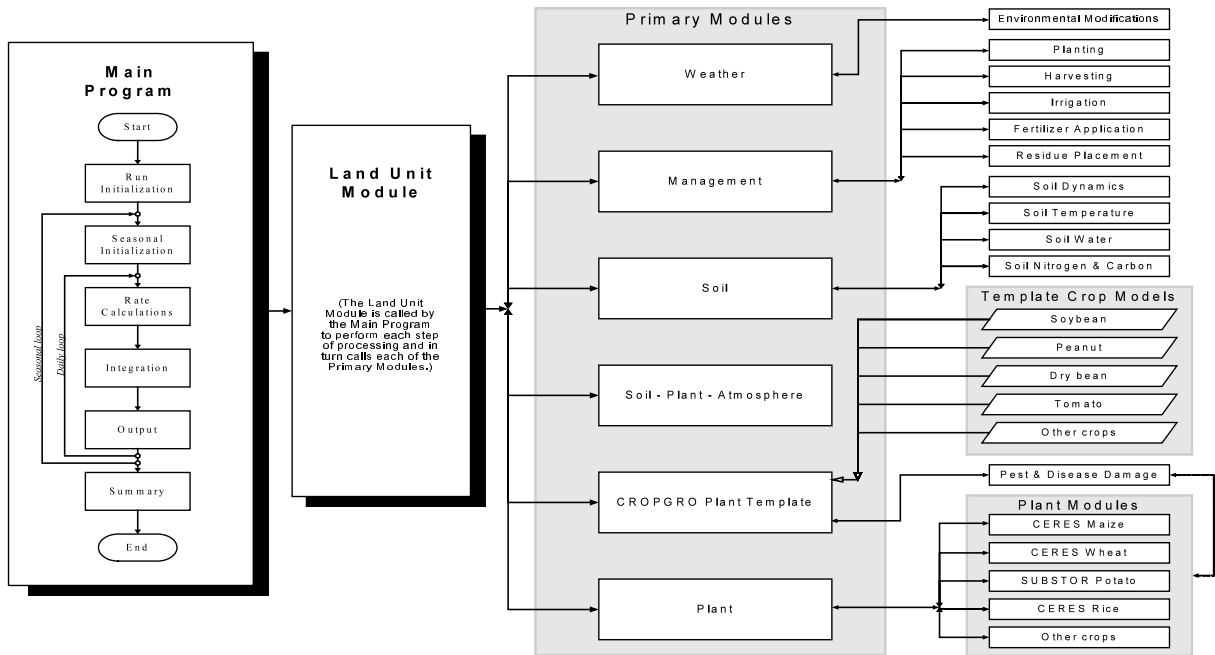 Main
Program
Start
Run
Initialization
Seasonal
Initialization
Rate
Calculations
Integration
Output
Summary
End
Seasonal loop
Daily loop
Land Unit
Module
(The Land Unit
Module is called by
the Main Program
to perform each step
of processing and in
turn calls each of the
Primary Modules.)
Primary Modules
Weather
Management
Soil
Soil - Plant - Atmosphere
CROPGRO Plant Template
Plant
Environmental Modifications
Planting
Harvesting
Irrigation
Fertilizer Application
Residue Placement
Soil Dynamics
Soil Temperature
Soil Water
Soil Nitrogen & Carbon
Template Crop Models
Soybean
Peanut
Dry bean
Tomato
Other crops
Pest & Disease Damage
Plant Modules
CERES Maize
CERES Wheat
SUBSTOR Potato
CERES Rice
Other crops